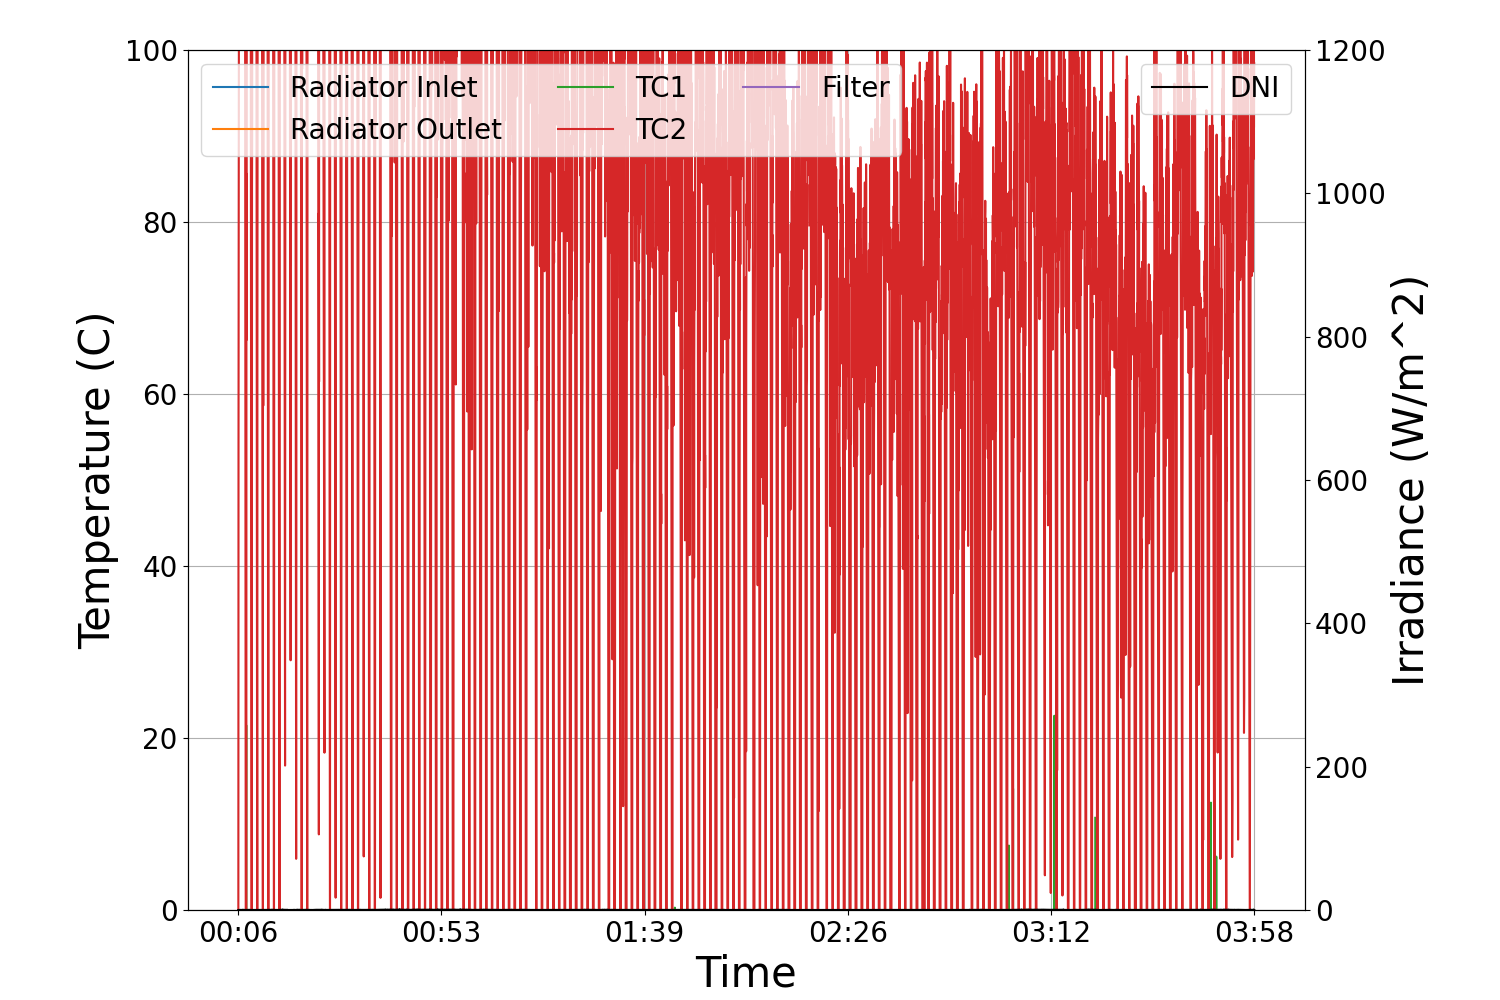 100
80
60
40
20
0
Temperature (C)
Radiator Inlet
Radiator Outlet
TC1
TC2
Filter
DNI
1200
1000
800
600
400
200
0
Irradiance (W/m^2)
00:06 00:53 01:39 02:26 03:12 03:58
Time